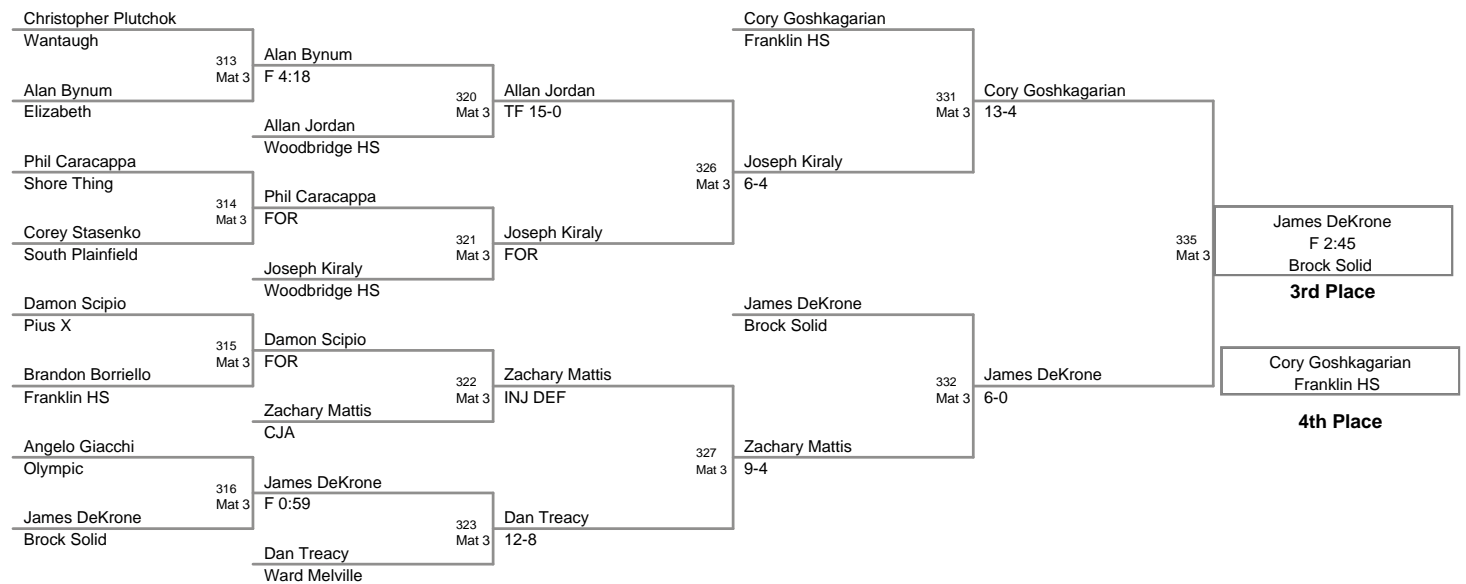 Christopher Plutchok
Wantaugh
313
Mat 3
Alan Bynum
F 4:18
Alan Bynum
Elizabeth
320
Mat 3
Allan Jordan
TF 15-0
Allan Jordan
Woodbridge HS
Phil Caracappa
Shore Thing
314
Mat 3
Phil Caracappa
FOR
Corey Stasenko
South Plainfield
321
Mat 3
Joseph Kiraly
FOR
Joseph Kiraly
Woodbridge HS
326
Mat 3
Joseph Kiraly
6-4
Cory Goshkagarian
Franklin HS
331
Mat 3
Cory Goshkagarian
13-4
Damon Scipio
Pius X
315
Mat 3
Damon Scipio
FOR
Brandon Borriello
Franklin HS
322
Mat 3
Zachary Mattis
INJ DEF
Zachary Mattis
CJA
Angelo Giacchi
Olympic
316
Mat 3
James DeKrone
F 0:59
James DeKrone
Brock Solid
323
Mat 3
Dan Treacy
12-8
Dan Treacy
Ward Melville
327
Mat 3
Zachary Mattis
9-4
James DeKrone
Brock Solid
332
Mat 3
James DeKrone
6-0
335
Mat 3
James DeKrone
F 2:45
Brock Solid
3rd Place
Cory Goshkagarian
Franklin HS
4th Place